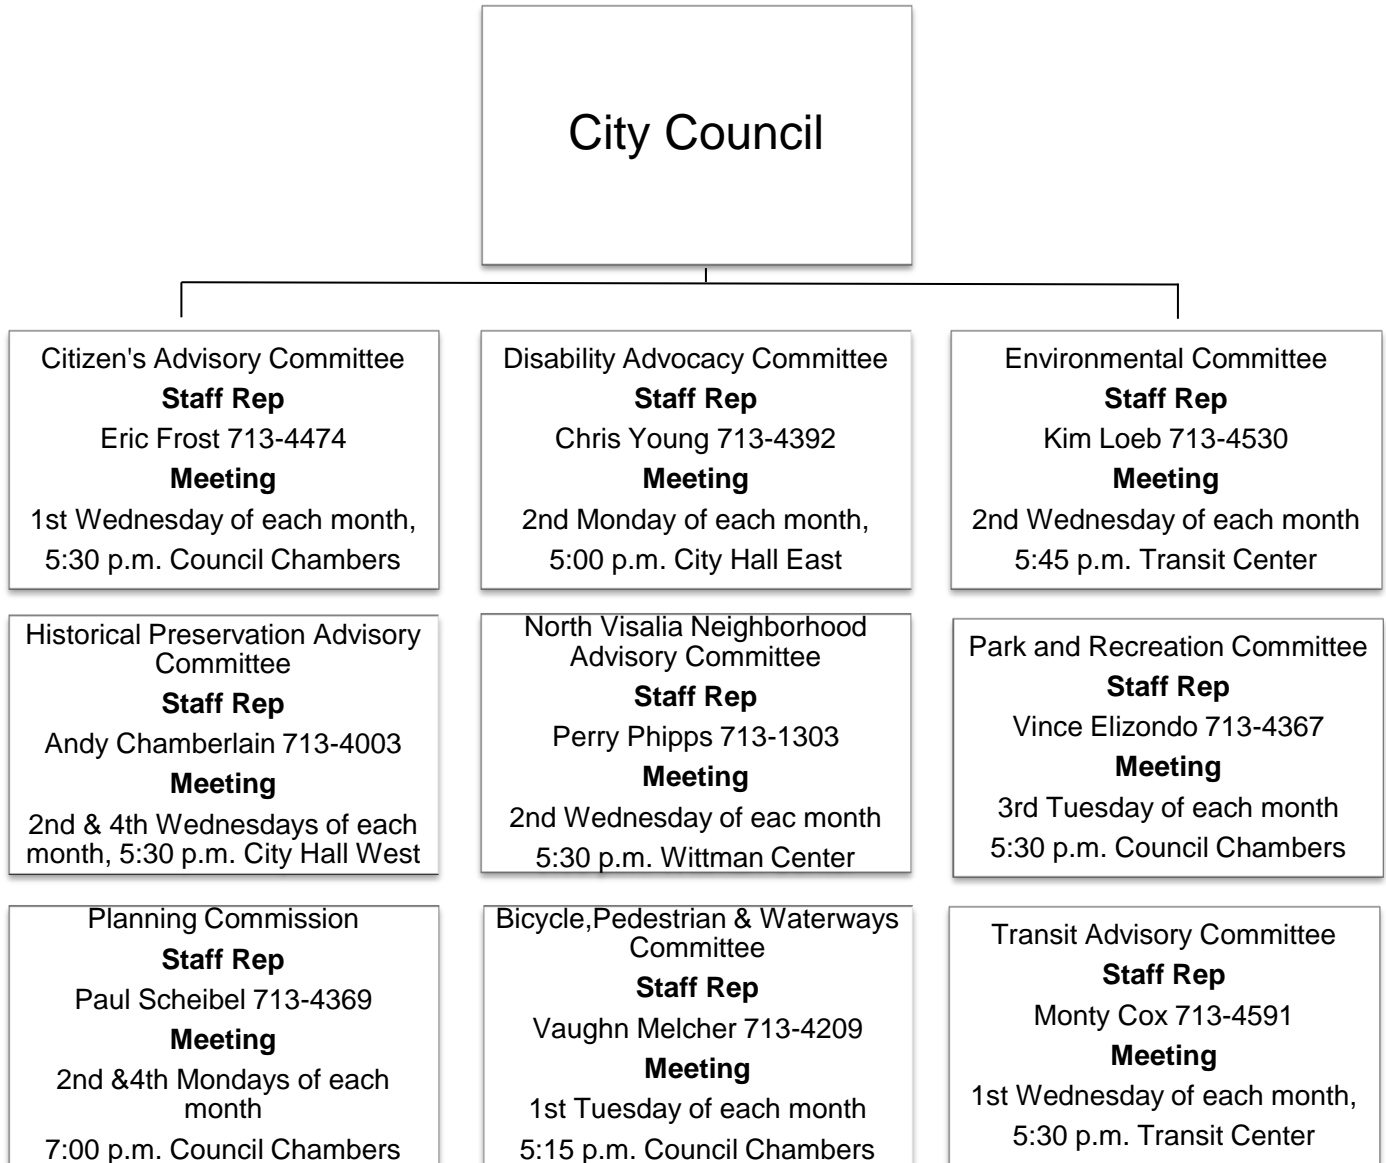 City Council
Citizen's Advisory Committee
Staff Rep
Eric Frost 713-4474
Meeting
1st Wednesday of each month,
5:30 p.m. Council Chambers
Disability Advocacy Committee
Staff Rep
Chris Young 713-4392
Meeting
2nd Monday of each month,
5:00 p.m. City Hall East
Environmental Committee
Staff Rep
Kim Loeb 713-4530
Meeting
2nd Wednesday of each month
5:45 p.m. Transit Center
Historical Preservation Advisory
Committee
Staff Rep
Andy Chamberlain 713-4003
Meeting
2nd & 4th Wednesdays of each
month, 5:30 p.m. City Hall West
North Visalia Neighborhood
Advisory Committee
Staff Rep
Perry Phipps 713-1303
Meeting
2nd Wednesday of eac month
5:30 p.m. Wittman Center
Park and Recreation Committee
Staff Rep
Vince Elizondo 713-4367
Meeting
3rd Tuesday of each month
5:30 p.m. Council Chambers
Planning Commission
Staff Rep
Paul Scheibel 713-4369
Meeting
2nd &4th Mondays of each
month
7:00 p.m. Council Chambers
Bicycle,Pedestrian & Waterways
Committee
Staff Rep
Vaughn Melcher 713-4209
Meeting
1st Tuesday of each month
5:15 p.m. Council Chambers
Transit Advisory Committee
Staff Rep
Monty Cox 713-4591
Meeting
1st Wednesday of each month,
5:30 p.m. Transit Center